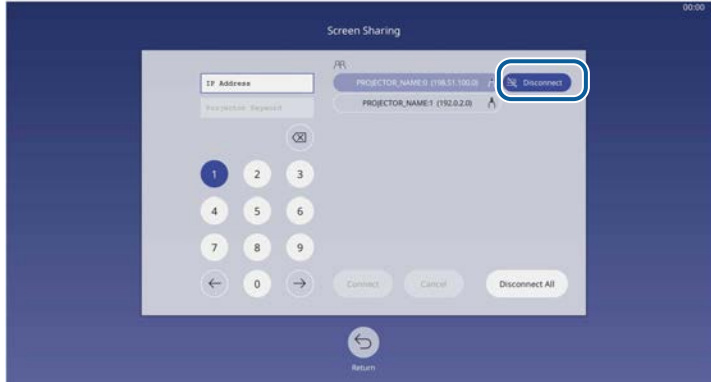 00:00
Screen Sharing
IP Address
PROJECTOR_NAME:0 (198.51.100.0)
Disconnect
Projector Keyword
PROJECTOR_NAME:1 (192.0.2.0)
1 2 3
4 5 6
7 8 9
← 0 →
Connect Cancel Disconnect All
Return